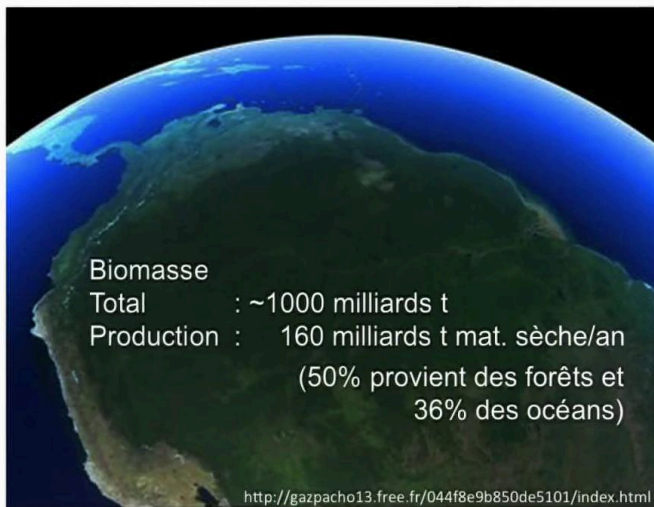 Biomasse
Total : ~1000 milliards t
Production : 160 milliards t mat. sèche/an
(50% provient des forêts et
36% des océans)
http://gazpacho13.free.fr/044f8e9b850de5101/index.html